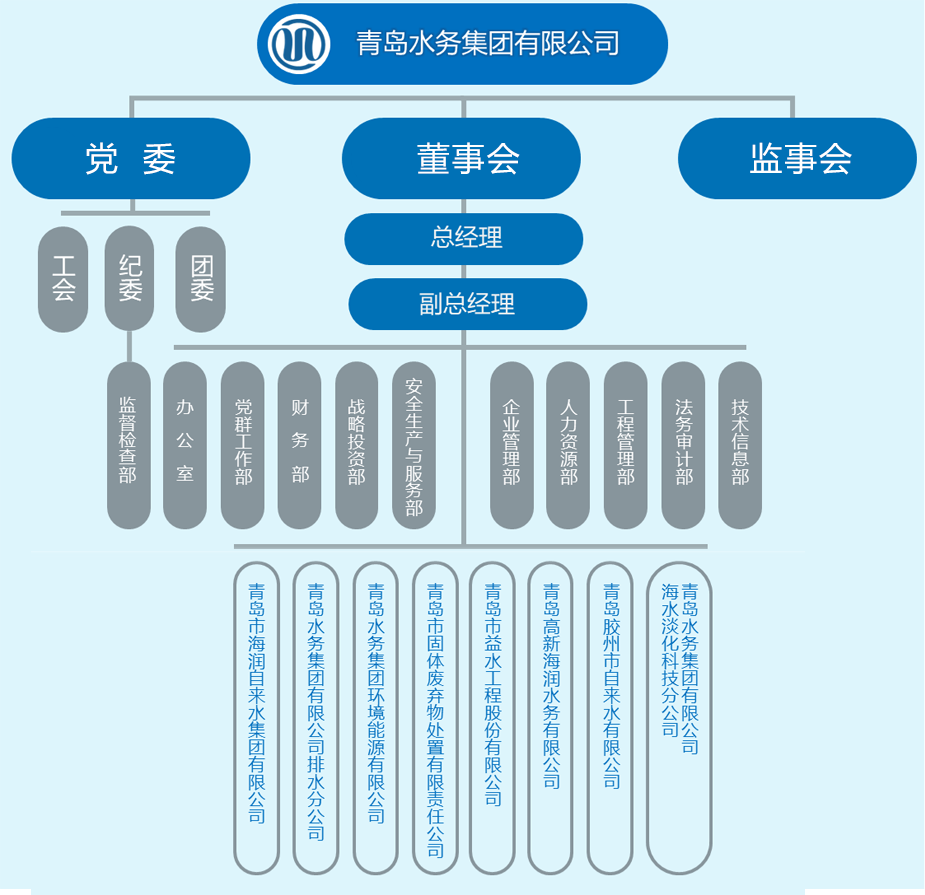 青岛水务集团有限公司
党 委
董事会
监事会
总经理
副总经理
工会
纪委
团委
监督检查部
办公室
党群工作部
财务部
战略投资部
安全生产与服务部
企业管理部
人力资源部
工程管理部
法务审计部
技术信息部
青岛市海润自来水集团有限公司
青岛水务集团有限公司排水分公司
青岛水务集团环境能源有限公司
青岛市固体废弃物处置有限责任公司
青岛市益水工程股份有限公司
青岛高新海润水务有限公司
青岛胶州市自来水有限公司
青岛水务集团有限公司
海水淡化科技分公司